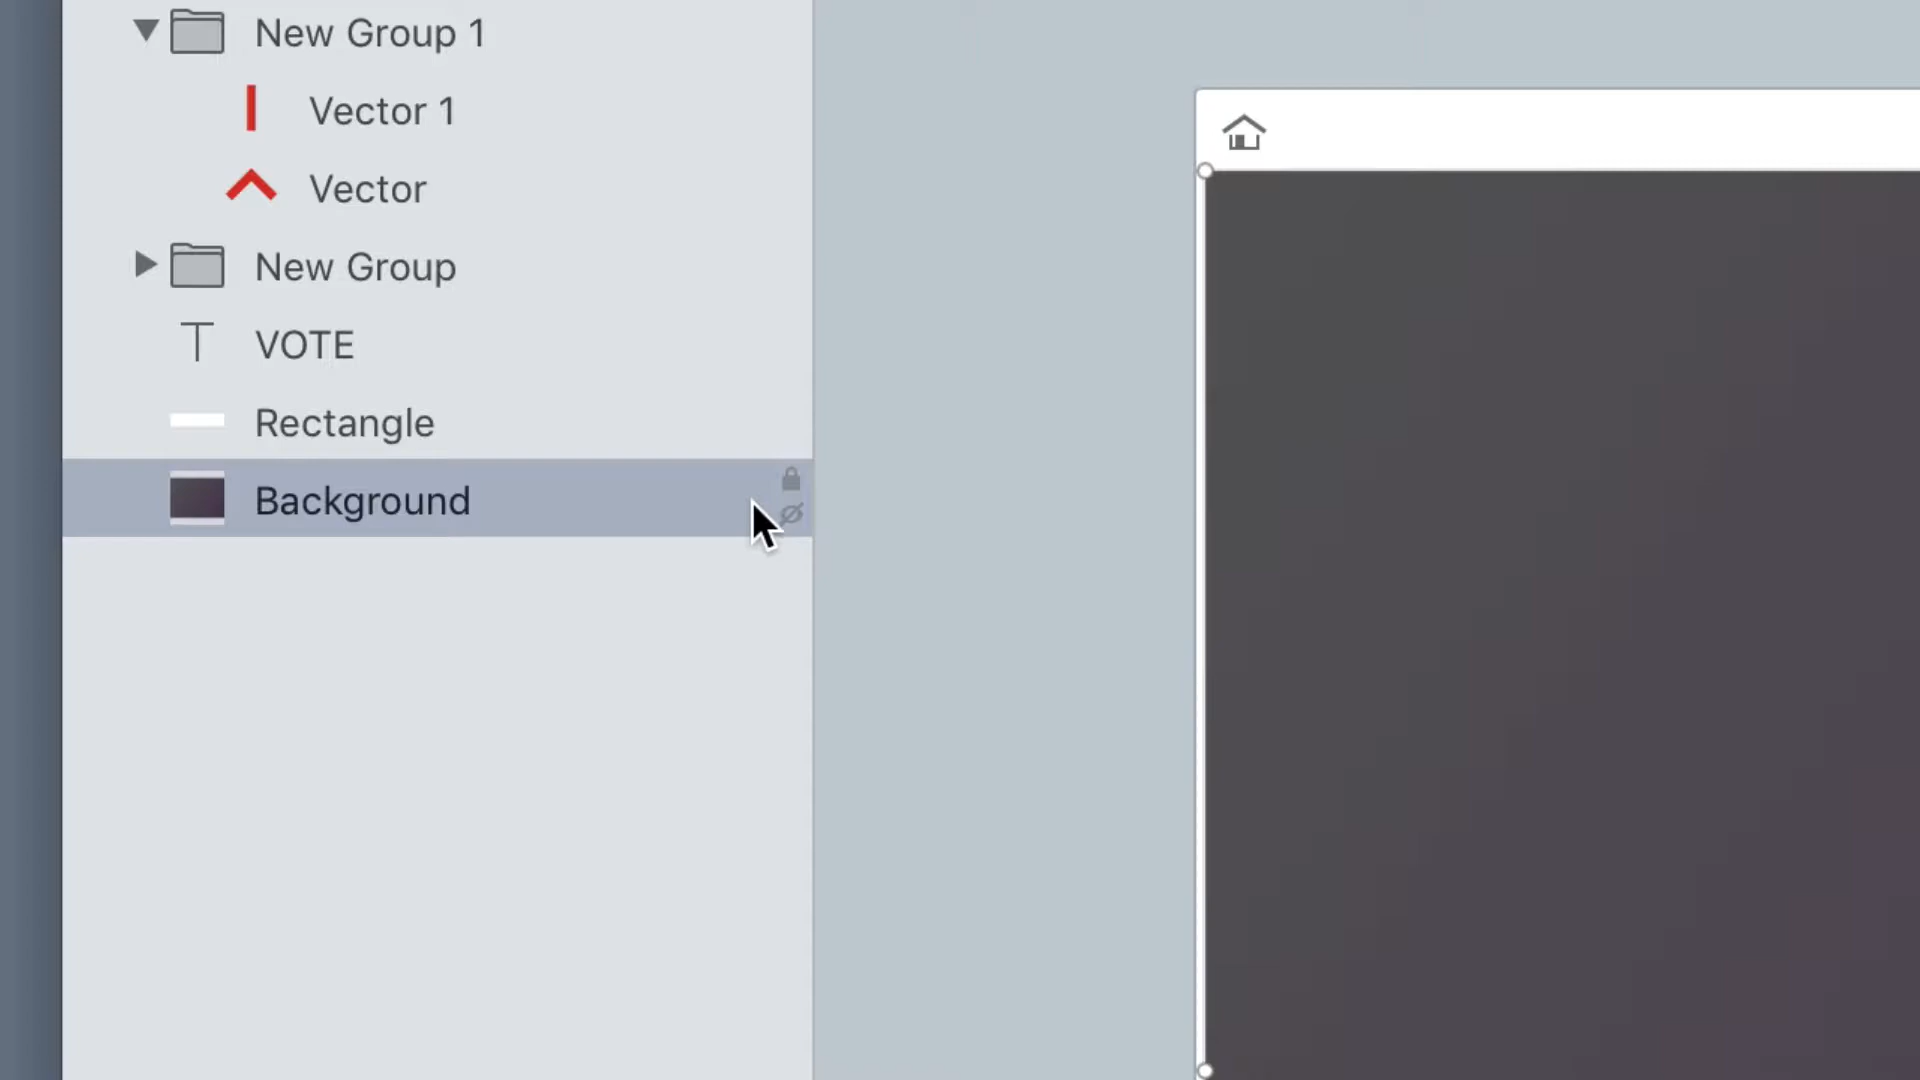 New Group 1
Vector 1
Vector
New Group
VOTE
Rectangle
Background